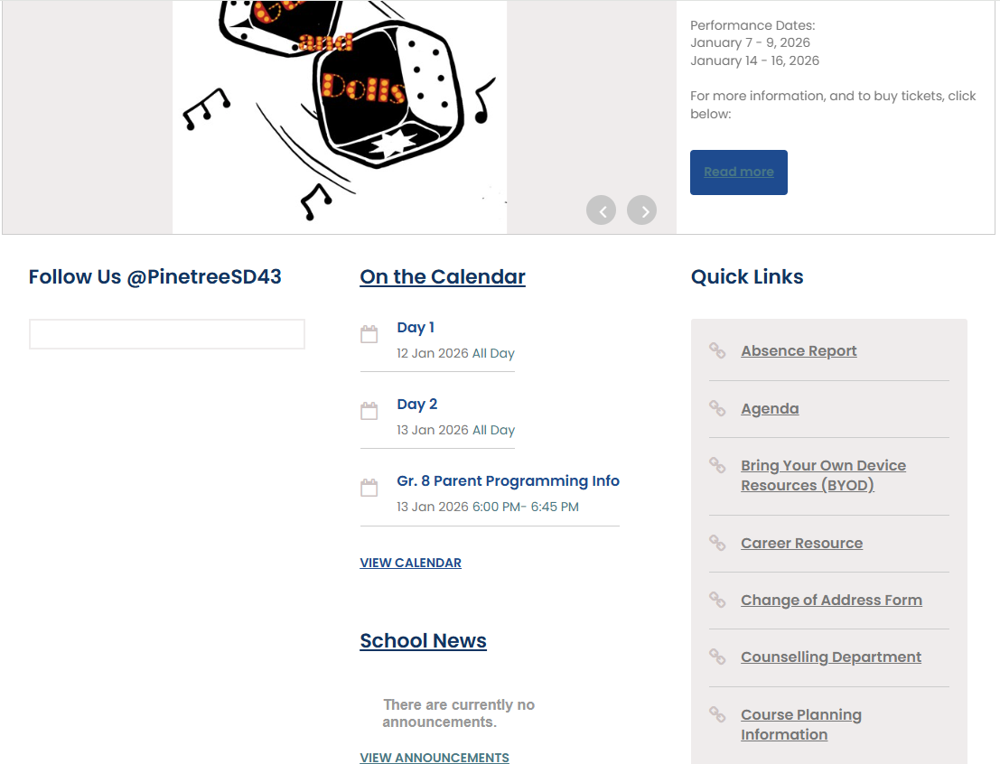 and
Dolls
Performance Dates:
January 7 - 9, 2026
January 14 - 16, 2026
For more information, and to buy tickets, click
below:
Read more
Follow Us @PinetreeSD43
On the Calendar
Day 1
12 Jan 2026 All Day
Day 2
13 Jan 2026 All Day
Gr. 8 Parent Programming Info
13 Jan 2026 6:00 PM- 6:45 PM
VIEW CALENDAR
School News
There are currently no
announcements.
VIEW ANNOUNCEMENTS
Quick Links
Absence Report
Agenda
Bring Your Own Device
Resources (BYOD)
Career Resource
Change of Address Form
Counselling Department
Course Planning
Information